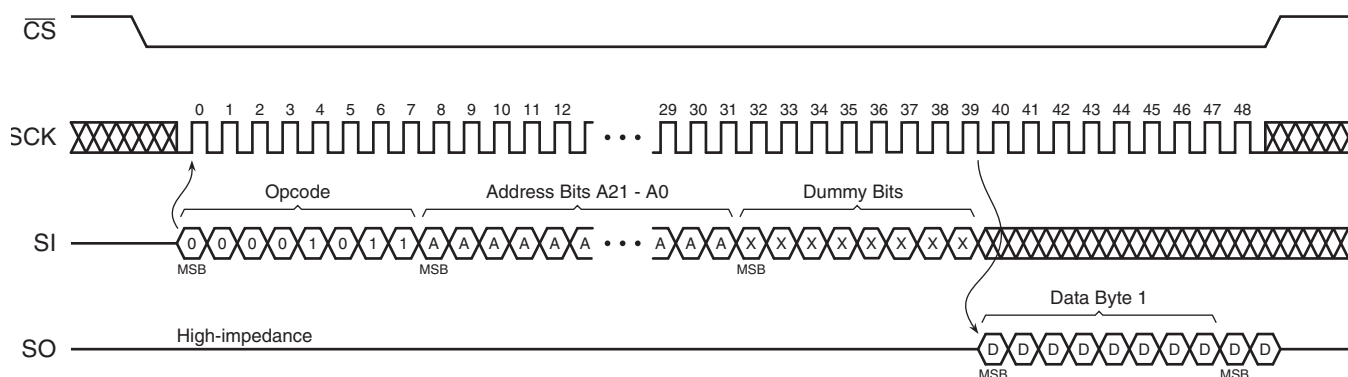 CS
0 1 2 3 4 5 6 7 8 9 10 11 12 29 30 31 32 33 34 35 36 37 38 39 40 41 42 43 44 45 46 47 48
SCK
Opcode Address Bits A21 - A0 Dummy Bits
SI 0 0 0 0 1 0 1 1 A A A A A A A A A X X X X X X X X
MSB MSB MSB
Data Byte 1
High-impedance
SO D D D D D D D D D D
MSB MSB